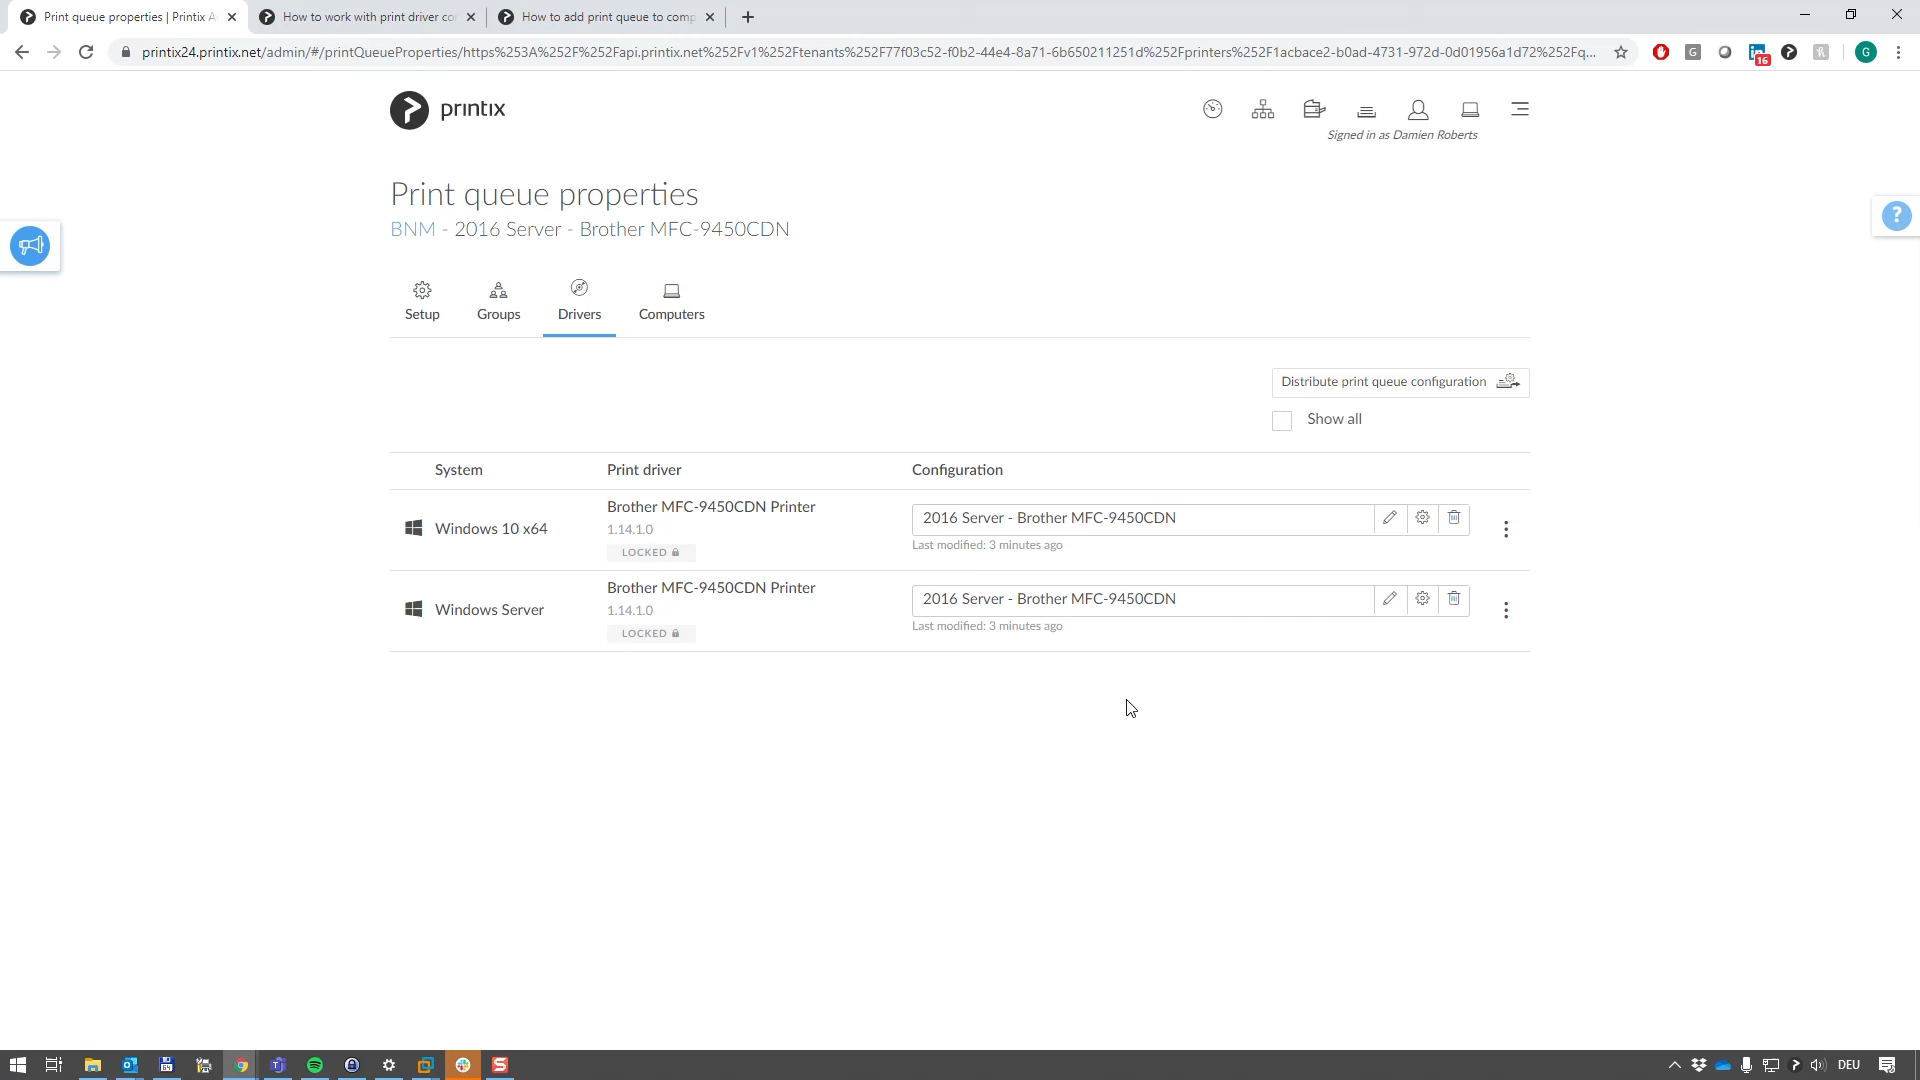 Print queue properties | Printix A
How to work with print driver co
How to add print queue to comp
printix24.printix.net/admin/#/printQueueProperties/https%253A%252F%252Fapi.printix.net%252Fv1%252Ftenants%252F77f03c52-f0b2-44e4-8a71-6b650211251d%252Fprinters%252F1acbace2-b0ad-4731-972d-0d01956a1d72%252Fq...
G
16
G
printix
Signed in as Damien Roberts
Print queue properties
BNM - 2016 Server - Brother MFC-9450CDN
?
Setup
Groups
Drivers
Computers
Distribute print queue configuration
Show all
System Print driver Configuration
Windows 10 x64
Brother MFC-9450CDN Printer
1.14.1.0
LOCKED
2016 Server - Brother MFC-9450CDN
Last modified: 3 minutes ago
Windows Server
Brother MFC-9450CDN Printer
1.14.1.0
LOCKED
2016 Server - Brother MFC-9450CDN
Last modified: 3 minutes ago
DEU